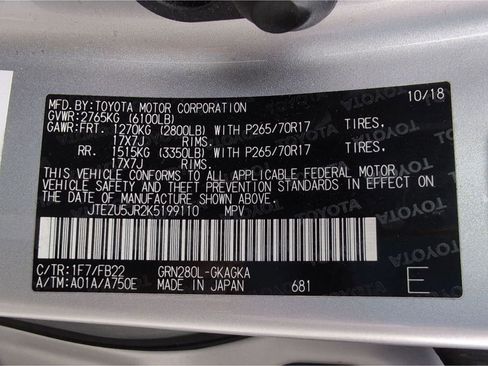 MFD.BY:TOYOTA MOTOR CORPORATION 10/18
GVWR:2765KG (6100LB)
GAWR:FRT. 1270KG (2800LB) WITH P265/70R17 TIRES.
17X7J RIMS.
RR. 1515KG (3350LB) WITH P265/70R17 TIRES.
17X7J RIMS.
THIS VEHICLE CONFORMS TO ALL APPLICABLE FEDERAL MOTOR
VEHICLE SAFETY AND THEFT PREVENTION STANDARDS IN EFFECT
ON THE DATE OF MANUFACTURE SHOWN ABOVE.
JTEZU5JR2K5199110 MPV
C/TR:1F7/FB22 GRN280L-GKAGKA
A/TM:A01A/A750E MADE IN JAPAN 681 E